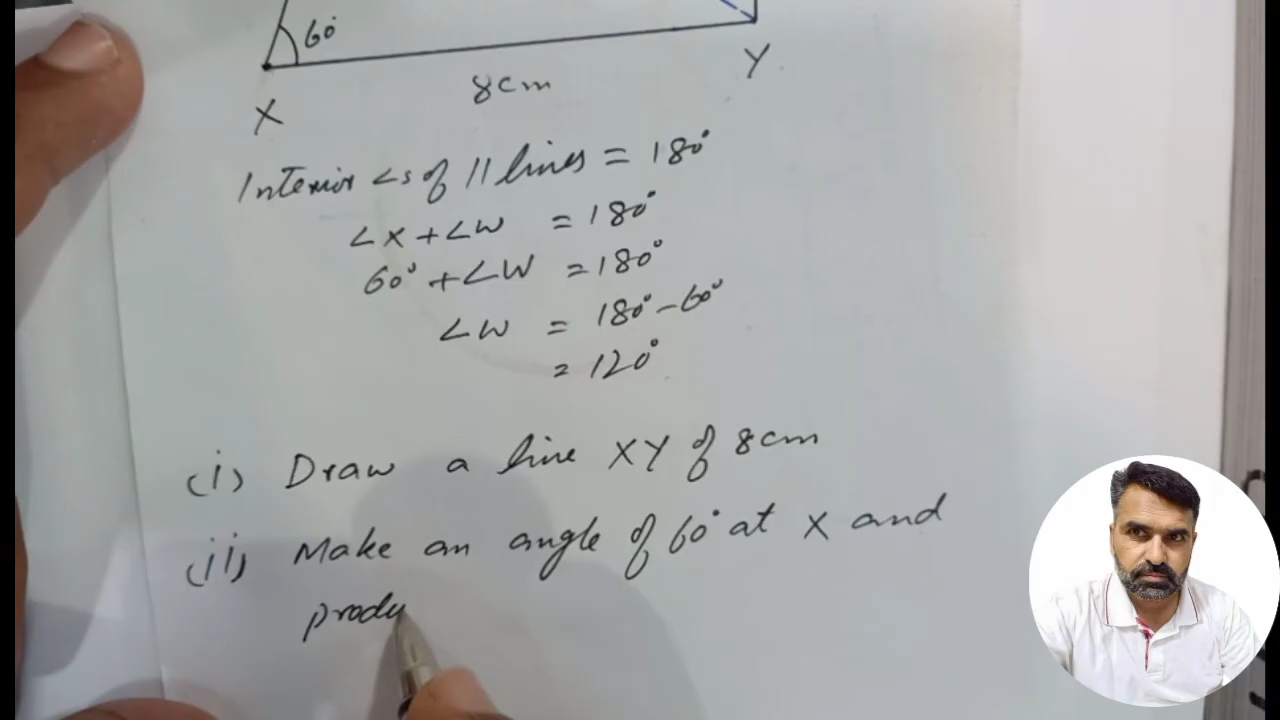 60°
8cm
X
Y
Interior ∠s of || lines = 180°
∠X + ∠W = 180°
60° + ∠W = 180°
∠W = 180° - 60°
= 120°
(i) Draw a line XY of 8cm
(ii) Make an angle of 60° at X and
produ